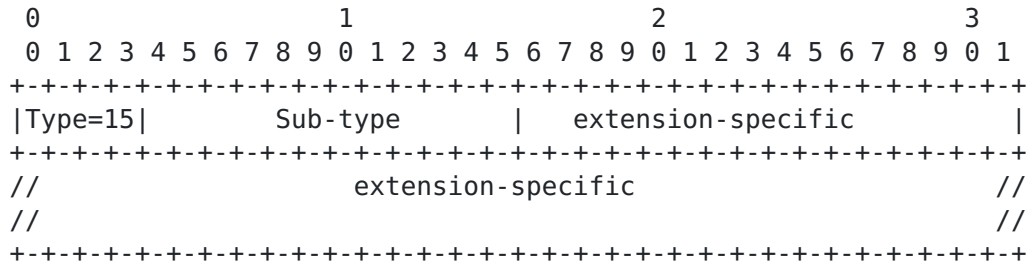 0                   1                   2                   3
 0 1 2 3 4 5 6 7 8 9 0 1 2 3 4 5 6 7 8 9 0 1 2 3 4 5 6 7 8 9 0 1
+-+-+-+-+-+-+-+-+-+-+-+-+-+-+-+-+-+-+-+-+-+-+-+-+-+-+-+-+-+-+-+-+
|Type=15|        Sub-type       |   extension-specific          |
+-+-+-+-+-+-+-+-+-+-+-+-+-+-+-+-+-+-+-+-+-+-+-+-+-+-+-+-+-+-+-+-+
//                    extension-specific                       //
//                                                             //
+-+-+-+-+-+-+-+-+-+-+-+-+-+-+-+-+-+-+-+-+-+-+-+-+-+-+-+-+-+-+-+-+